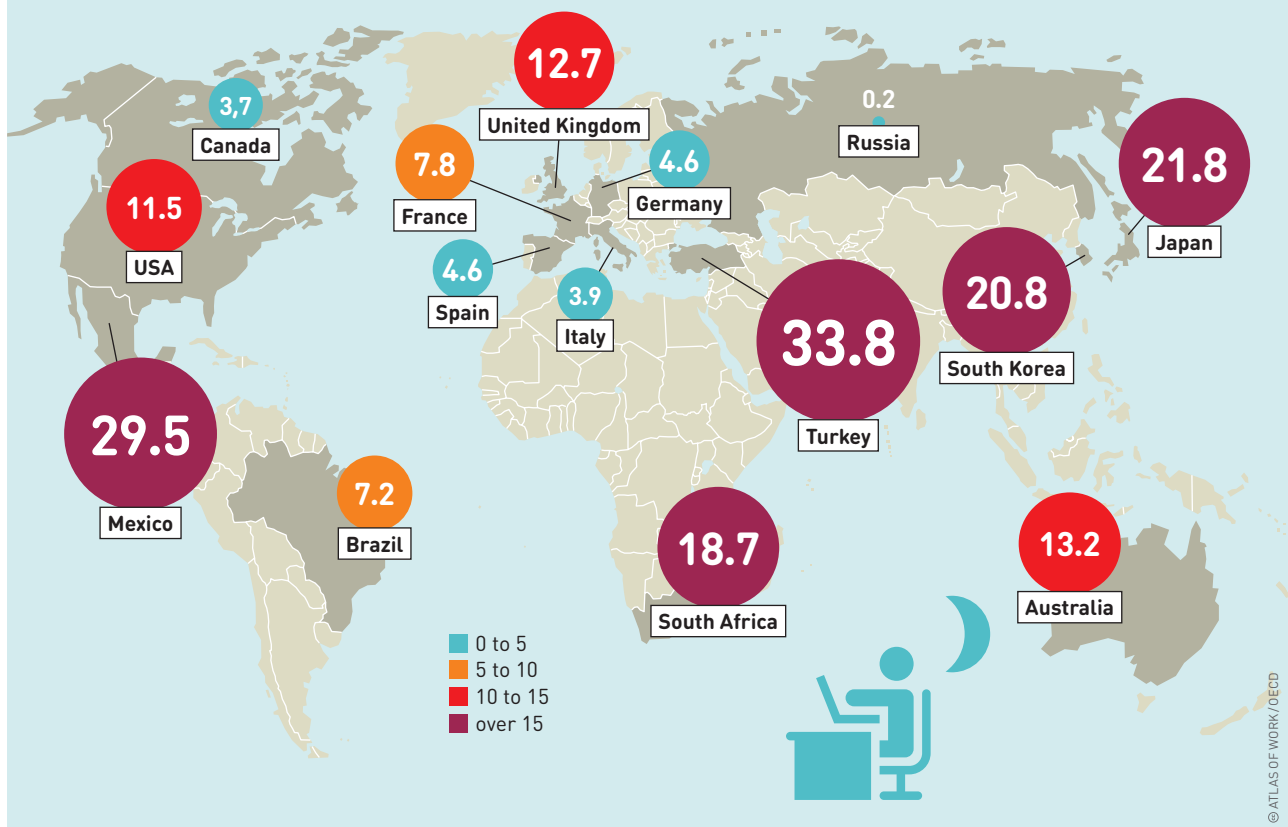 12.7
United Kingdom
3,7
Canada
0.2
Russia
21.8
Japan
7.8
France
4.6
Germany
11.5
USA
4.6
Spain
3.9
Italy
33.8
Turkey
20.8
South Korea
29.5
Mexico
7.2
Brazil
18.7
South Africa
13.2
Australia
0 to 5
5 to 10
10 to 15
over 15
© ATLAS OF WORK / OECD